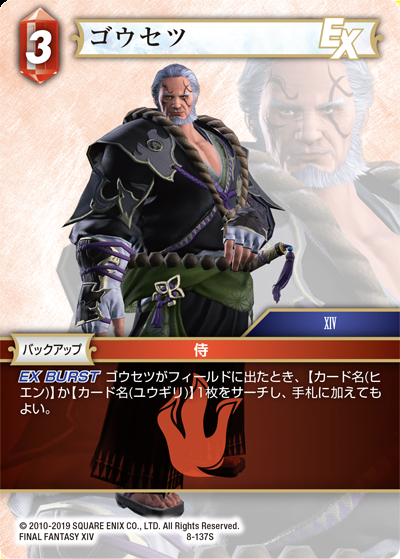 3
ゴウセツ
EX
XIV
バックアップ
侍
EX BURST ゴウセツがフィールドに出たとき、【カード名(ヒ
エン)】か【カード名(ユウギリ)】1枚をサーチし、手札に加えても
よい。
© 2010-2019 SQUARE ENIX CO., LTD. All Rights Reserved.
FINAL FANTASY XIV
8-137S